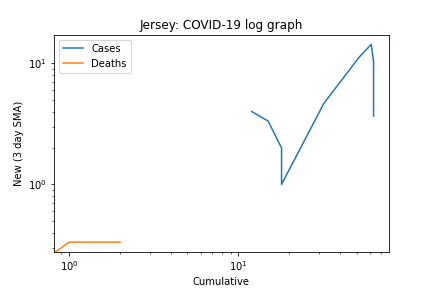 Jersey: COVID-19 log graph
Cases
Deaths
New (3 day SMA)
10¹
10⁰
10⁰ 10¹
Cumulative